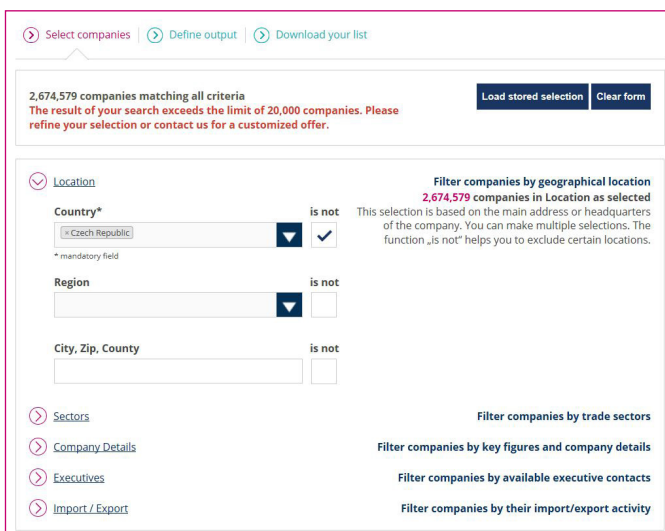 Select companies Define output Download your list
2,674,579 companies matching all criteria
The result of your search exceeds the limit of 20,000 companies. Please
refine your selection or contact us for a customized offer.
Load stored selection Clear form
Location
Filter companies by geographical location
2,674,579 companies in Location as selected
This selection is based on the main address or headquarters
of the company. You can make multiple selections. The
function „is not" helps you to exclude certain locations.
Country* is not
× Czech Republic
* mandatory field
Region is not
City, Zip, County is not
Sectors Filter companies by trade sectors
Company Details Filter companies by key figures and company details
Executives Filter companies by available executive contacts
Import / Export Filter companies by their import/export activity